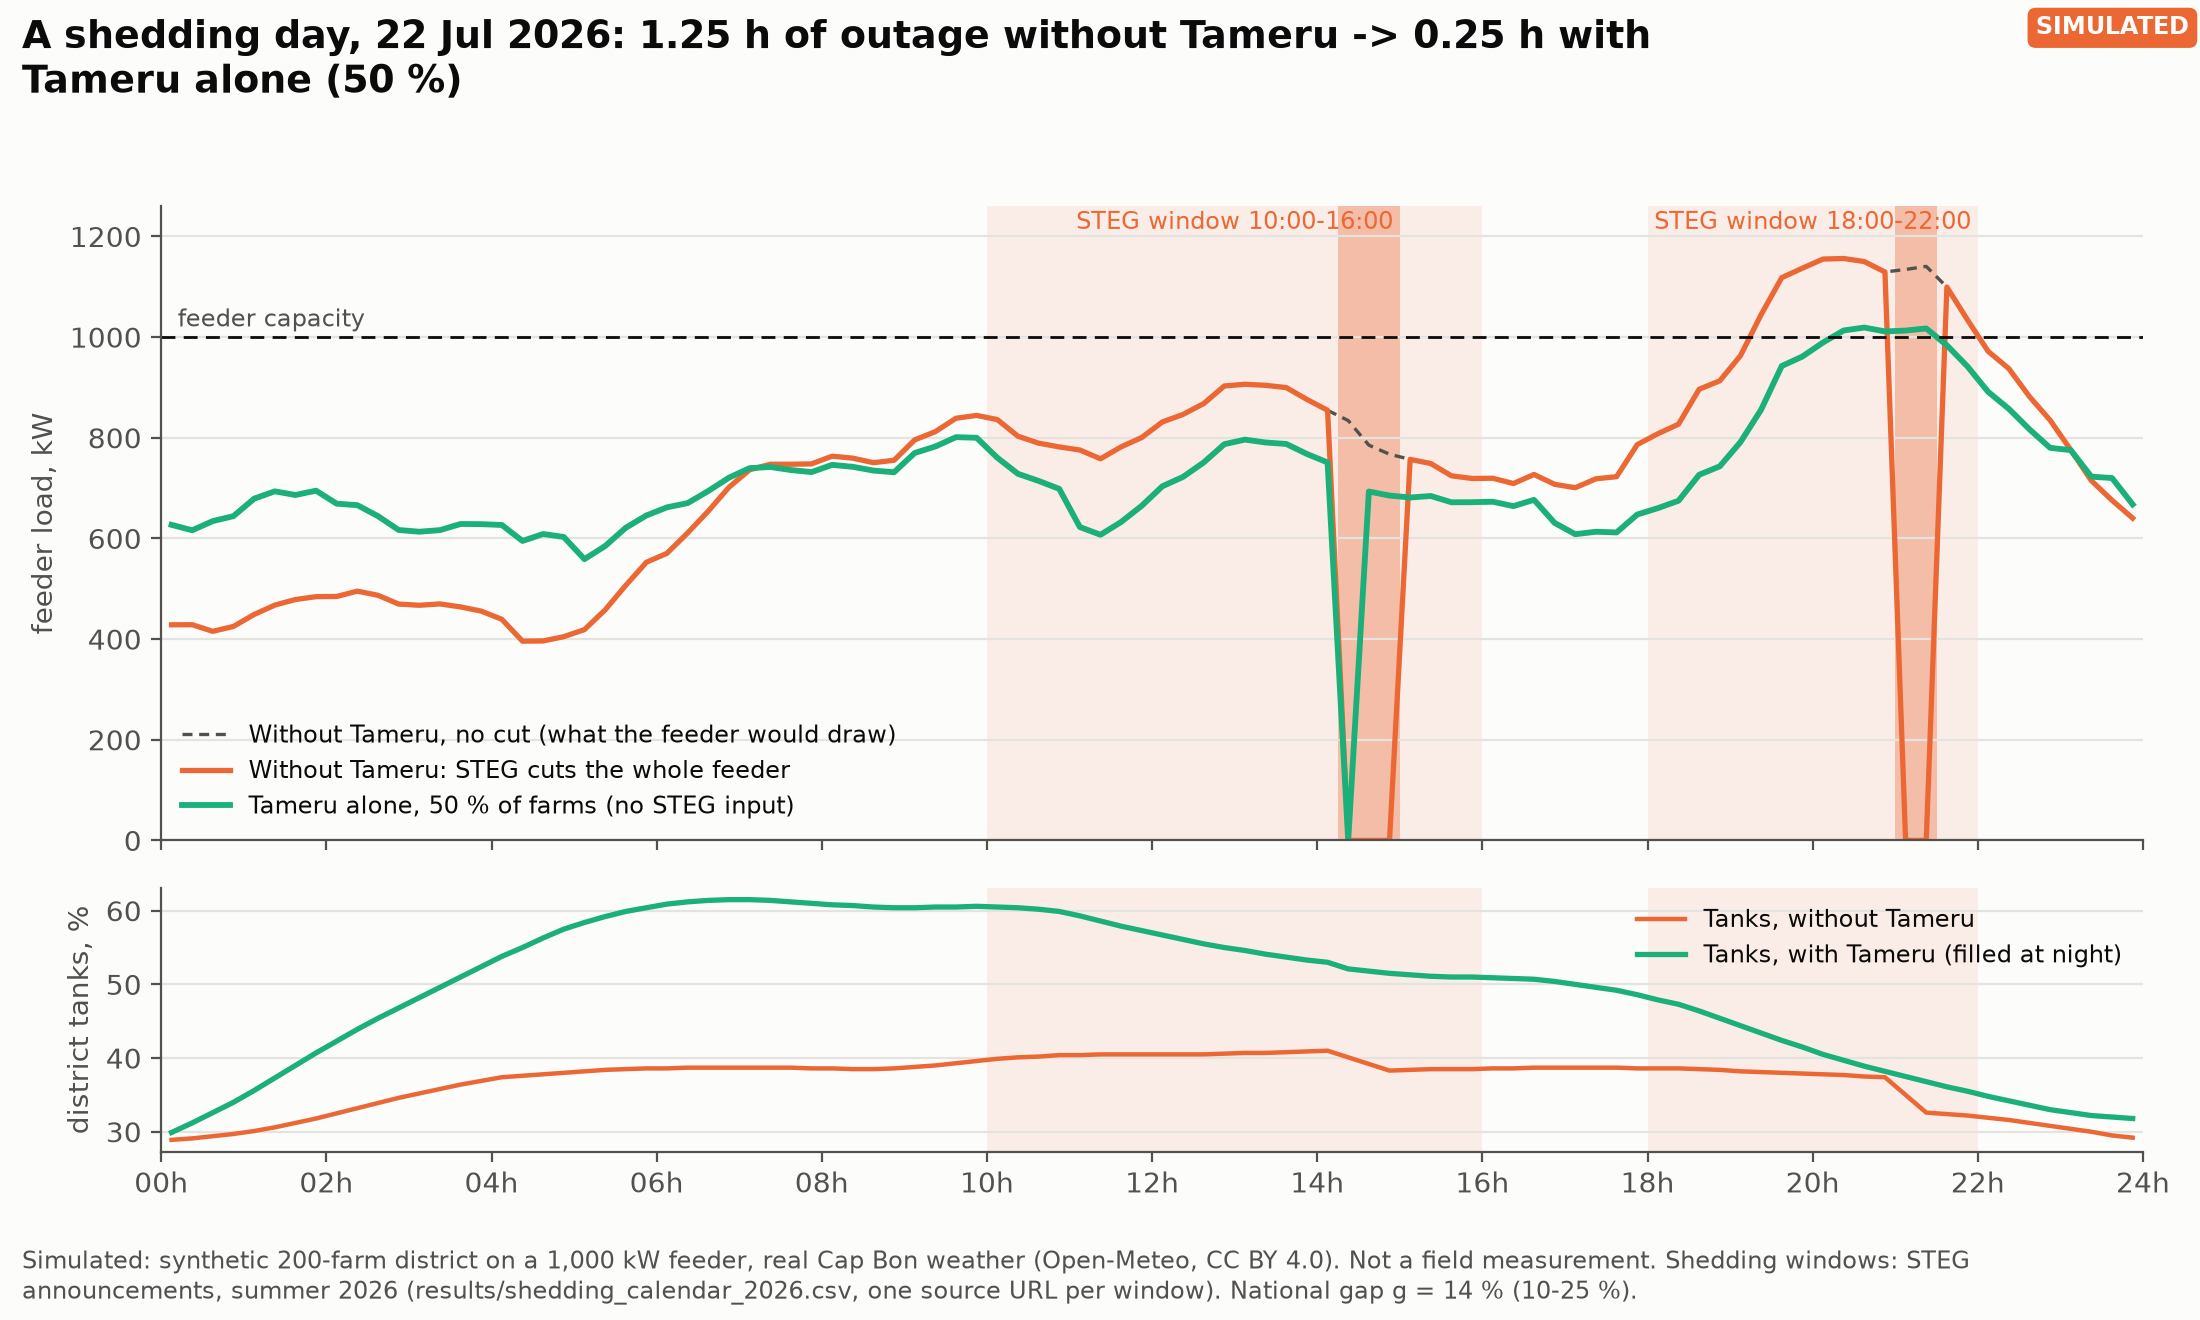 A shedding day, 22 Jul 2026: 1.25 h of outage without Tameru -> 0.25 h with
Tameru alone (50 %)
SIMULATED
STEG window 10:00-16:00
STEG window 18:00-22:00
feeder capacity
feeder load, kW
1200
1000
800
600
400
200
0
Without Tameru, no cut (what the feeder would draw)
Without Tameru: STEG cuts the whole feeder
Tameru alone, 50 % of farms (no STEG input)
district tanks, %
60
50
40
30
Tanks, without Tameru
Tanks, with Tameru (filled at night)
00h 02h 04h 06h 08h 10h 12h 14h 16h 18h 20h 22h 24h
Simulated: synthetic 200-farm district on a 1,000 kW feeder, real Cap Bon weather (Open-Meteo, CC BY 4.0). Not a field measurement. Shedding windows: STEG
announcements, summer 2026 (results/shedding_calendar_2026.csv, one source URL per window). National gap g = 14 % (10-25 %).